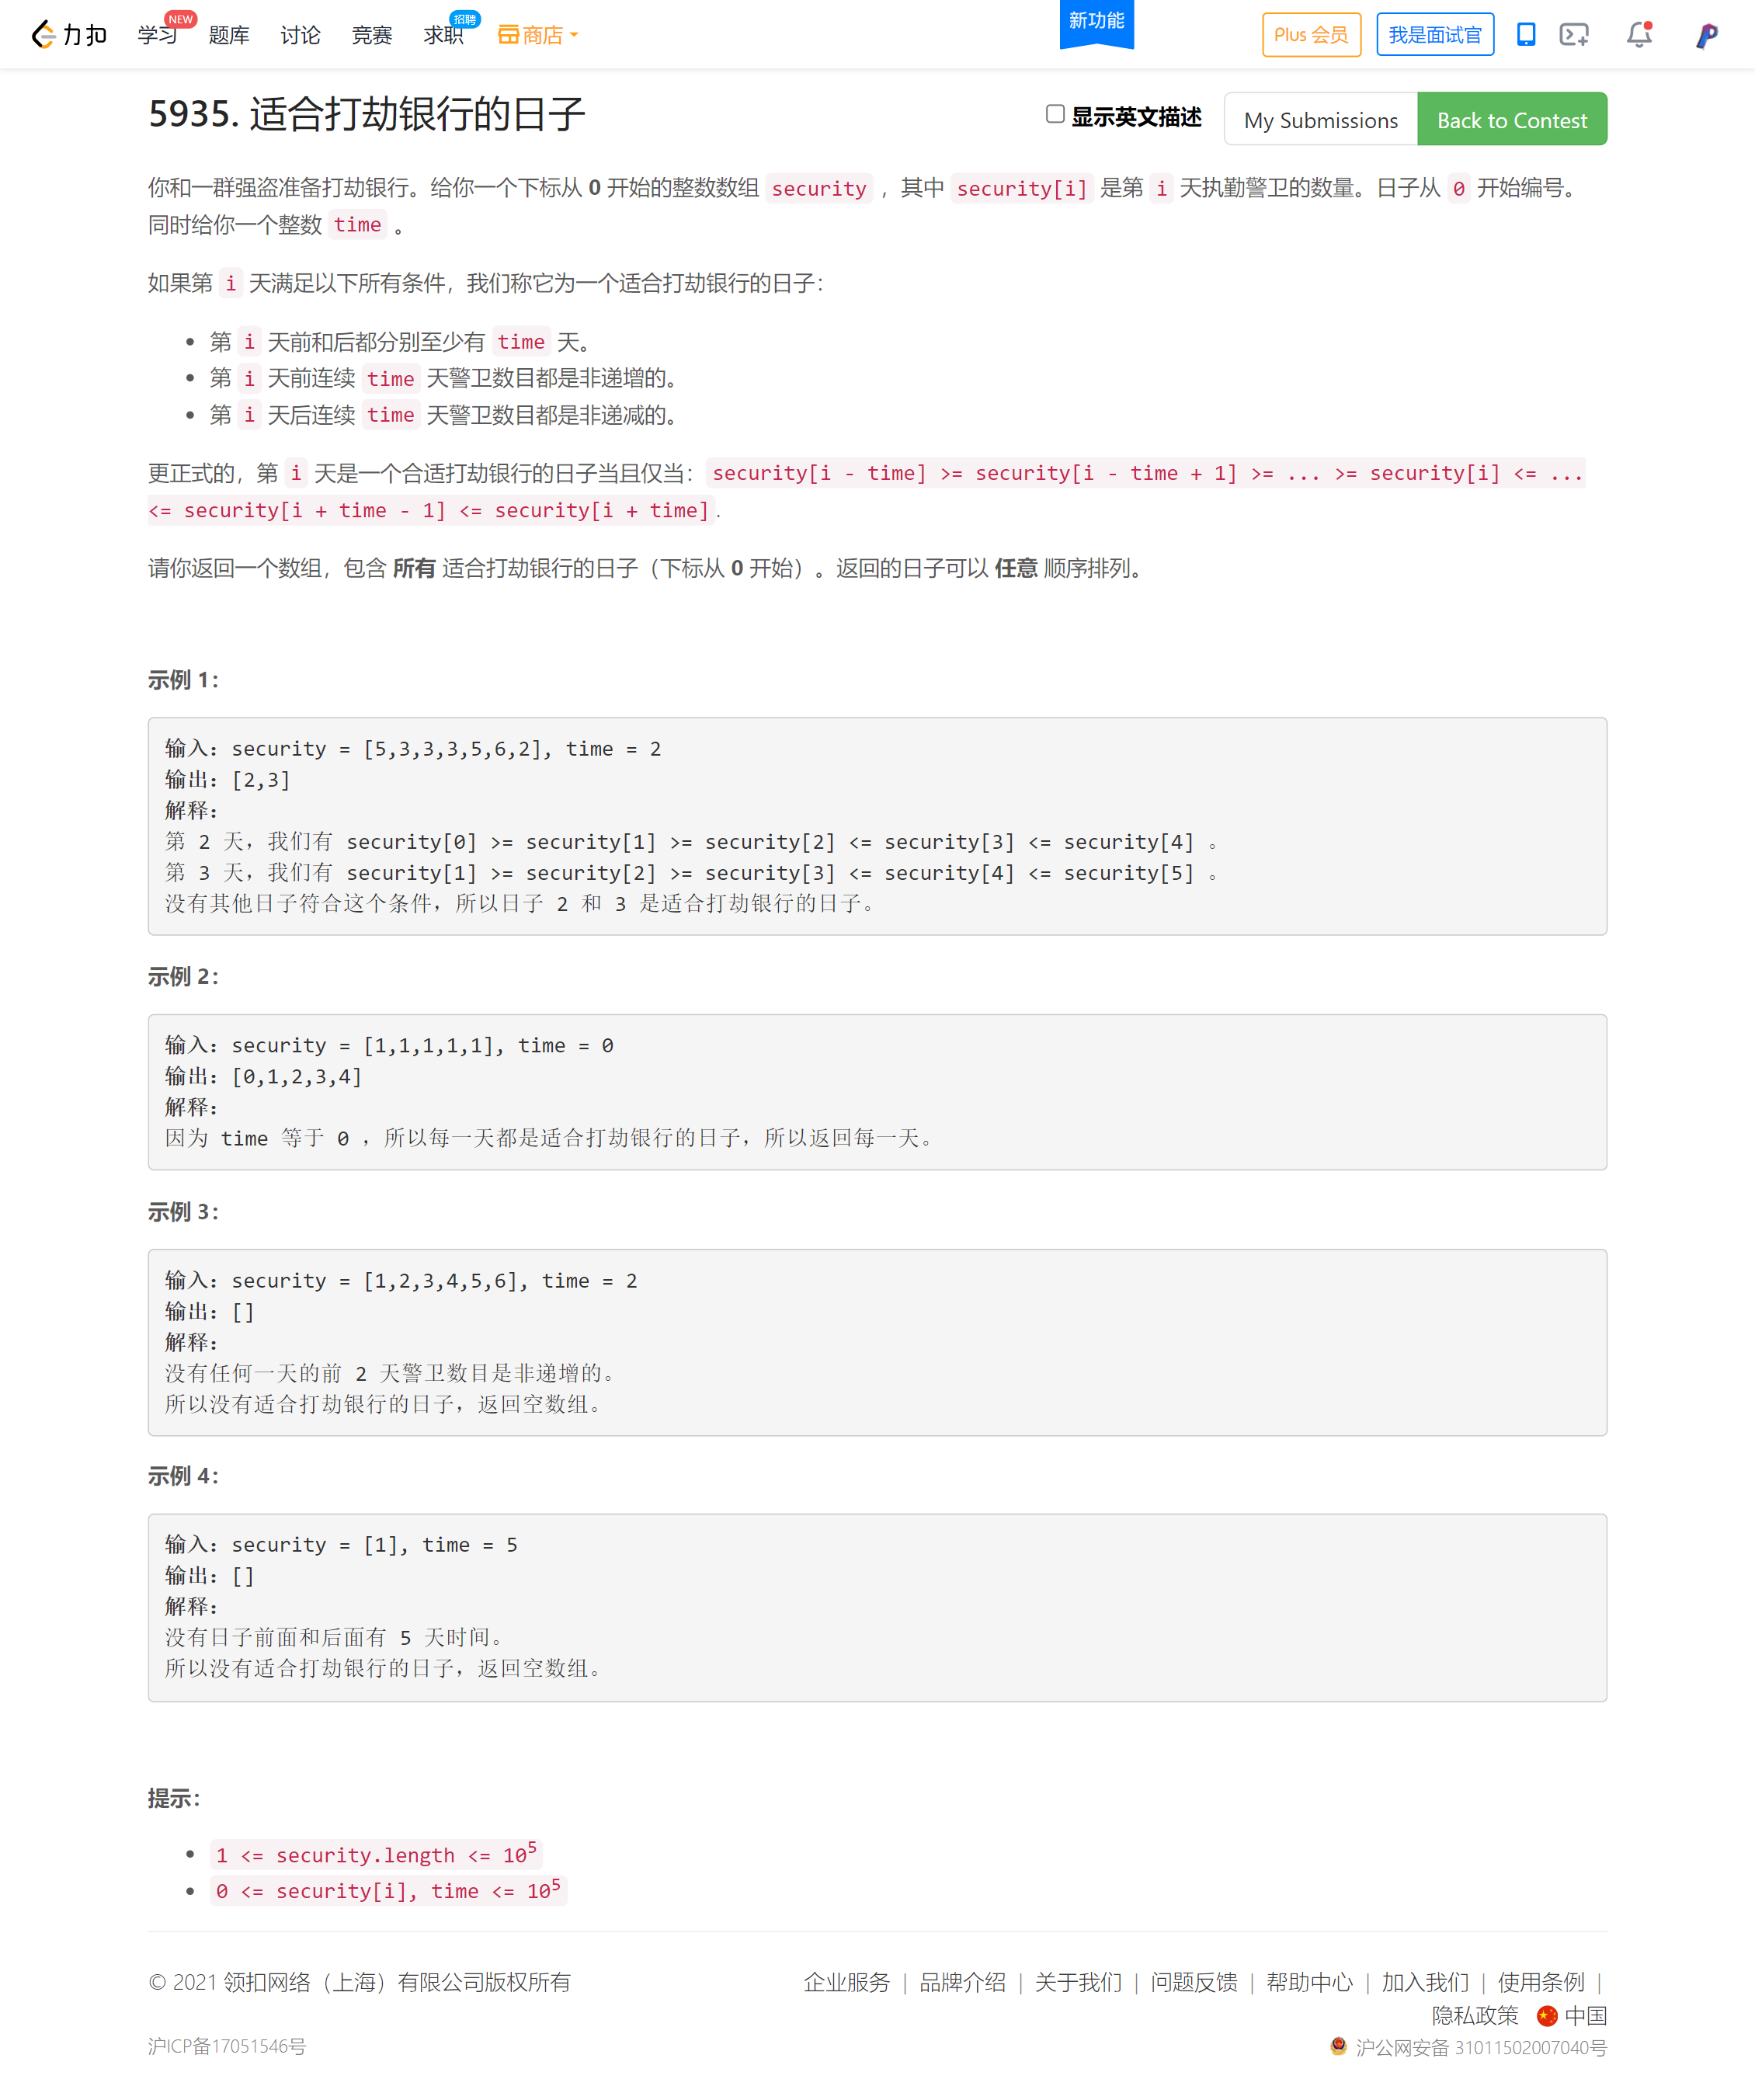 力扣 学习 NEW 题库 讨论 竞赛 求职 招聘 商店 新功能 Plus 会员 我是面试官
5935. 适合打劫银行的日子 显示英文描述 My Submissions Back to Contest
你和一群强盗准备打劫银行。给你一个下标从 0 开始的整数数组 security ，其中 security[i] 是第 i 天执勤警卫的数量。日子从 0 开始编号。
同时给你一个整数 time 。
如果第 i 天满足以下所有条件，我们称它为一个适合打劫银行的日子：
• 第 i 天前和后都分别至少有 time 天。
• 第 i 天前连续 time 天警卫数目都是非递增的。
• 第 i 天后连续 time 天警卫数目都是非递减的。
更正式的，第 i 天是一个合适打劫银行的日子当且仅当：security[i - time] >= security[i - time + 1] >= ... >= security[i] <= ...
<= security[i + time - 1] <= security[i + time].
请你返回一个数组，包含 所有 适合打劫银行的日子（下标从 0 开始）。返回的日子可以 任意 顺序排列。
示例 1：
输入：security = [5,3,3,3,5,6,2], time = 2
输出：[2,3]
解释：
第 2 天，我们有 security[0] >= security[1] >= security[2] <= security[3] <= security[4] 。
第 3 天，我们有 security[1] >= security[2] >= security[3] <= security[4] <= security[5] 。
没有其他日子符合这个条件，所以日子 2 和 3 是适合打劫银行的日子。
示例 2：
输入：security = [1,1,1,1,1], time = 0
输出：[0,1,2,3,4]
解释：
因为 time 等于 0 ，所以每一天都是适合打劫银行的日子，所以返回每一天。
示例 3：
输入：security = [1,2,3,4,5,6], time = 2
输出：[]
解释：
没有任何一天的前 2 天警卫数目是非递增的。
所以没有适合打劫银行的日子，返回空数组。
示例 4：
输入：security = [1], time = 5
输出：[]
解释：
没有日子前面和后面有 5 天时间。
所以没有适合打劫银行的日子，返回空数组。
提示：
• 1 <= security.length <= 10⁵
• 0 <= security[i], time <= 10⁵
© 2021 领扣网络（上海）有限公司版权所有 企业服务 | 品牌介绍 | 关于我们 | 问题反馈 | 帮助中心 | 加入我们 | 使用条例 |
隐私政策 中国
沪ICP备17051546号 沪公网安备 31011502007040号